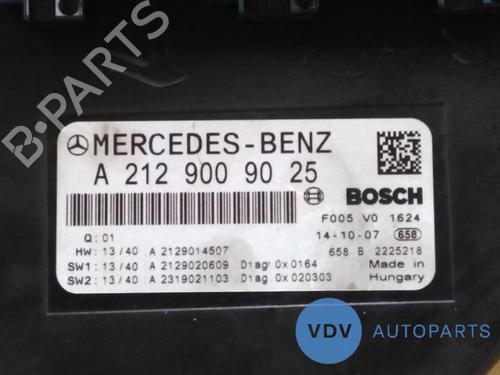 B-PARTS
MERCEDES-BENZ
A 212 900 90 25
BOSCH
F005 V0 1624
Q: 01
14-10-07 658
HW: 13/40 A 2129014507
658 B 2225218
SW1: 13/40 A 2129020609 Diag 0x0164
Made in
SW2: 13/40 A 2319021103 Diag 0x020303
Hungary
VDV AUTOPARTS